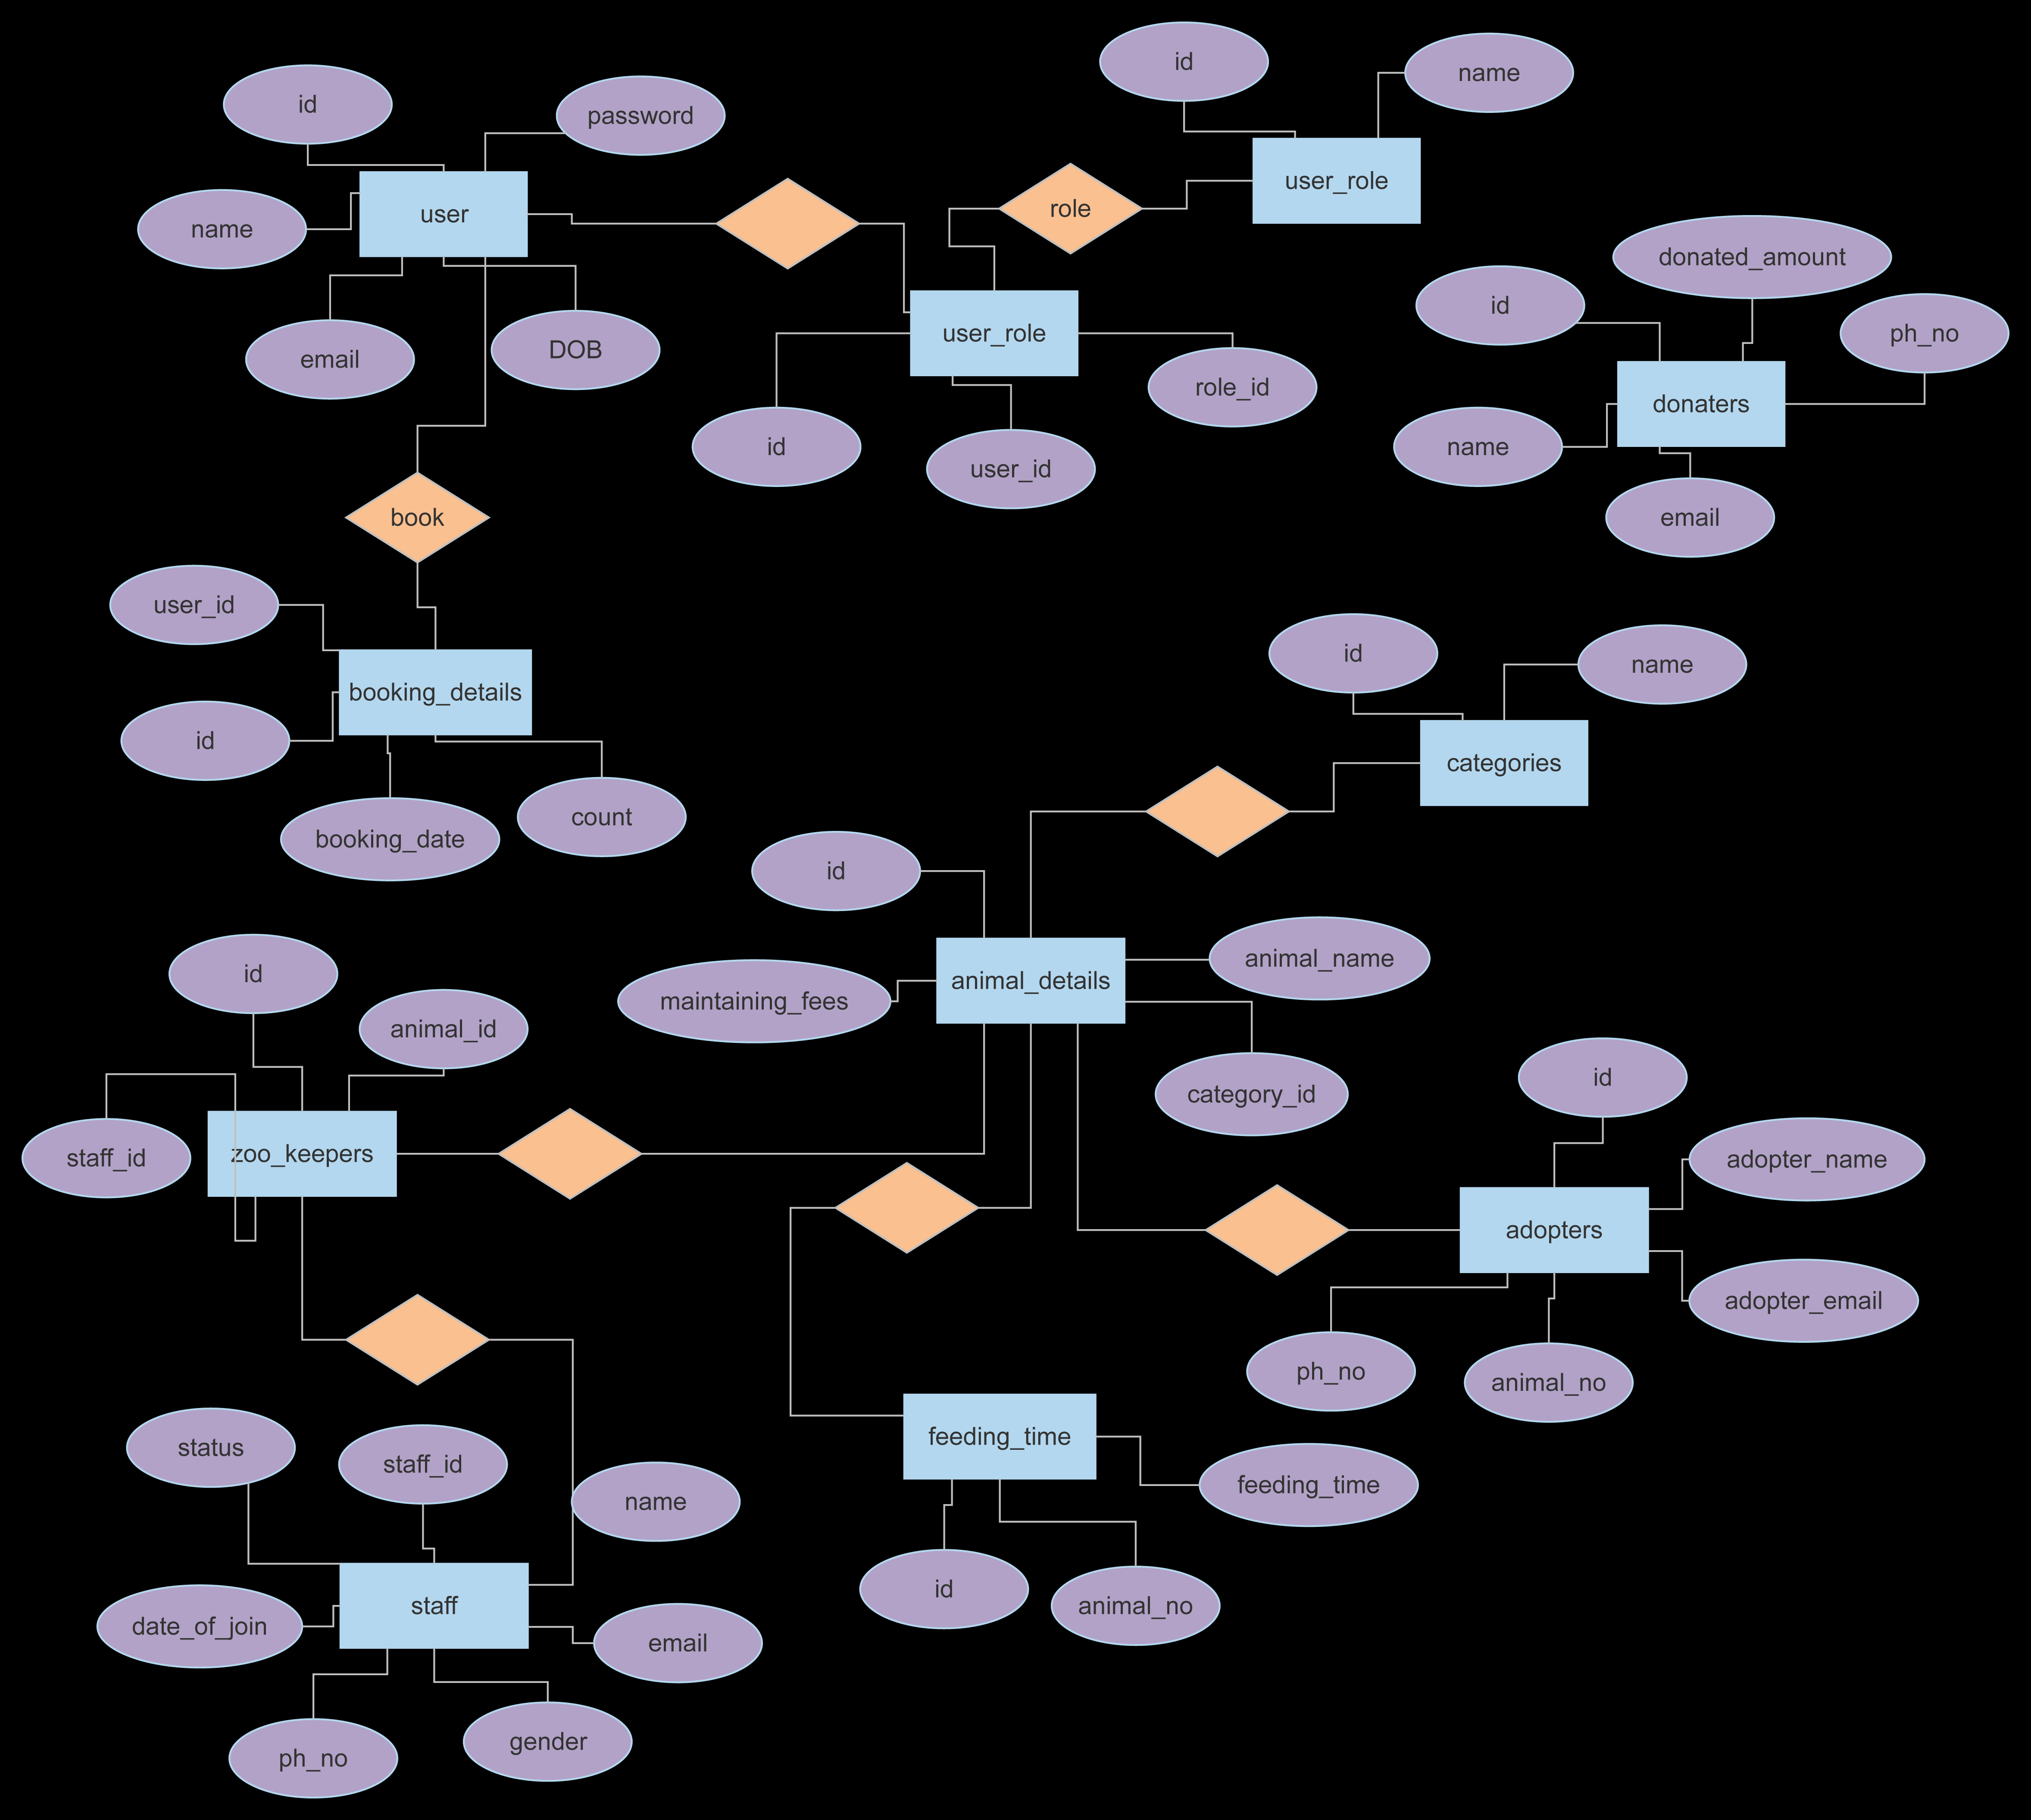 id
name
id
password
user_role
name
user
role
donated_amount
id
ph_no
user_role
email
DOB
role_id
donaters
id
user_id
name
email
book
user_id
id
name
booking_details
id
categories
booking_date
count
id
id
animal_id
maintaining_fees
animal_details
animal_name
category_id
id
staff_id
zoo_keepers
adopter_name
adopters
adopter_email
ph_no
animal_no
status
staff_id
name
feeding_time
feeding_time
id
animal_no
date_of_join
staff
email
ph_no
gender